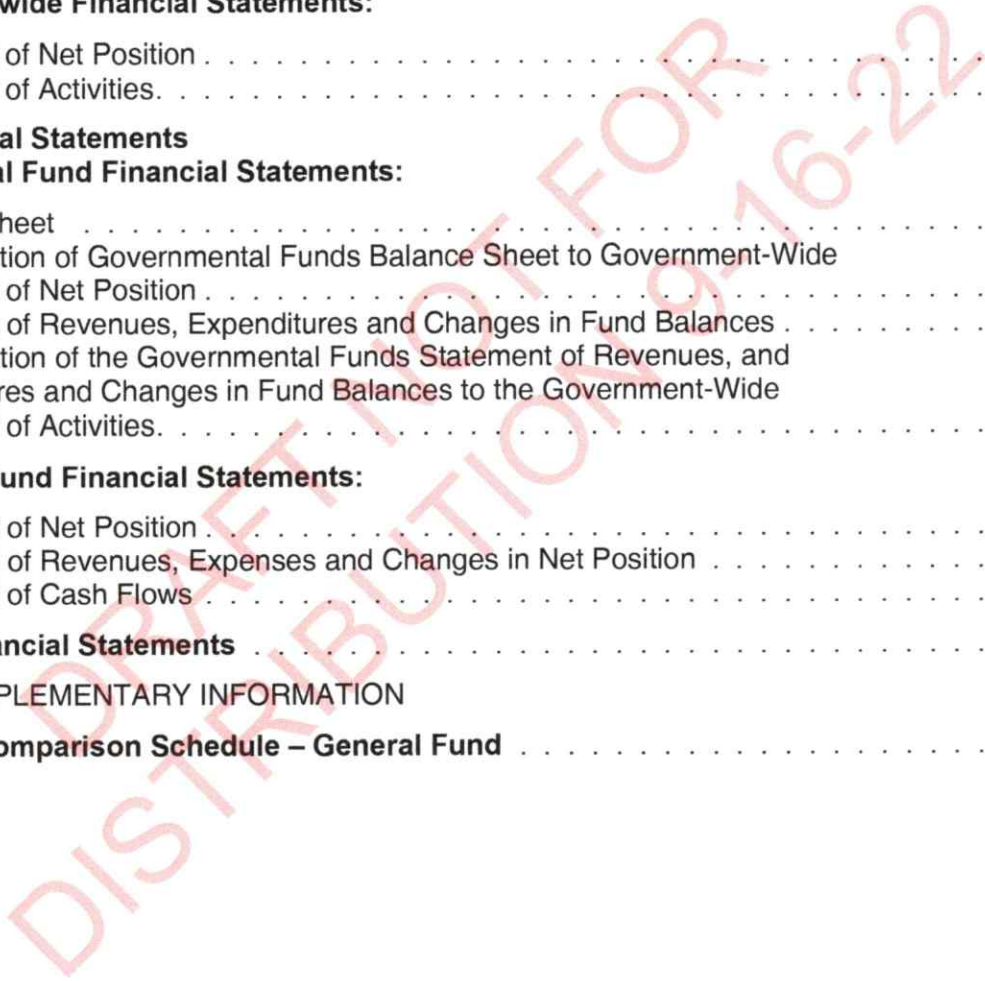 wide Financial Statements:
of Net Position . . . . . . . . . . . . . . . . . . . . . . . . . .
of Activities. . . . . . . . . . . . . . . . . . . . . . . . . . . .
al Statements
al Fund Financial Statements:
heet . . . . . . . . . . . . . . . . . . . . . . . . . . . . . .
tion of Governmental Funds Balance Sheet to Government-Wide
of Net Position . . . . . . . . . . . . . . . . . . . . . . . . . .
of Revenues, Expenditures and Changes in Fund Balances . . . . . . . .
tion of the Governmental Funds Statement of Revenues, and
res and Changes in Fund Balances to the Government-Wide
of Activities. . . . . . . . . . . . . . . . . . . . . . . . . . . .
und Financial Statements:
of Net Position . . . . . . . . . . . . . . . . . . . . . . . . . .
of Revenues, Expenses and Changes in Net Position . . . . . . . . . .
of Cash Flows . . . . . . . . . . . . . . . . . . . . . . . . . .
ancial Statements . . . . . . . . . . . . . . . . . . . . . . . . .
PLEMENTARY INFORMATION
omparison Schedule – General Fund . . . . . . . . . . . . . . . .
DRAFT NOT FOR
DISTRIBUTION 9-16-22